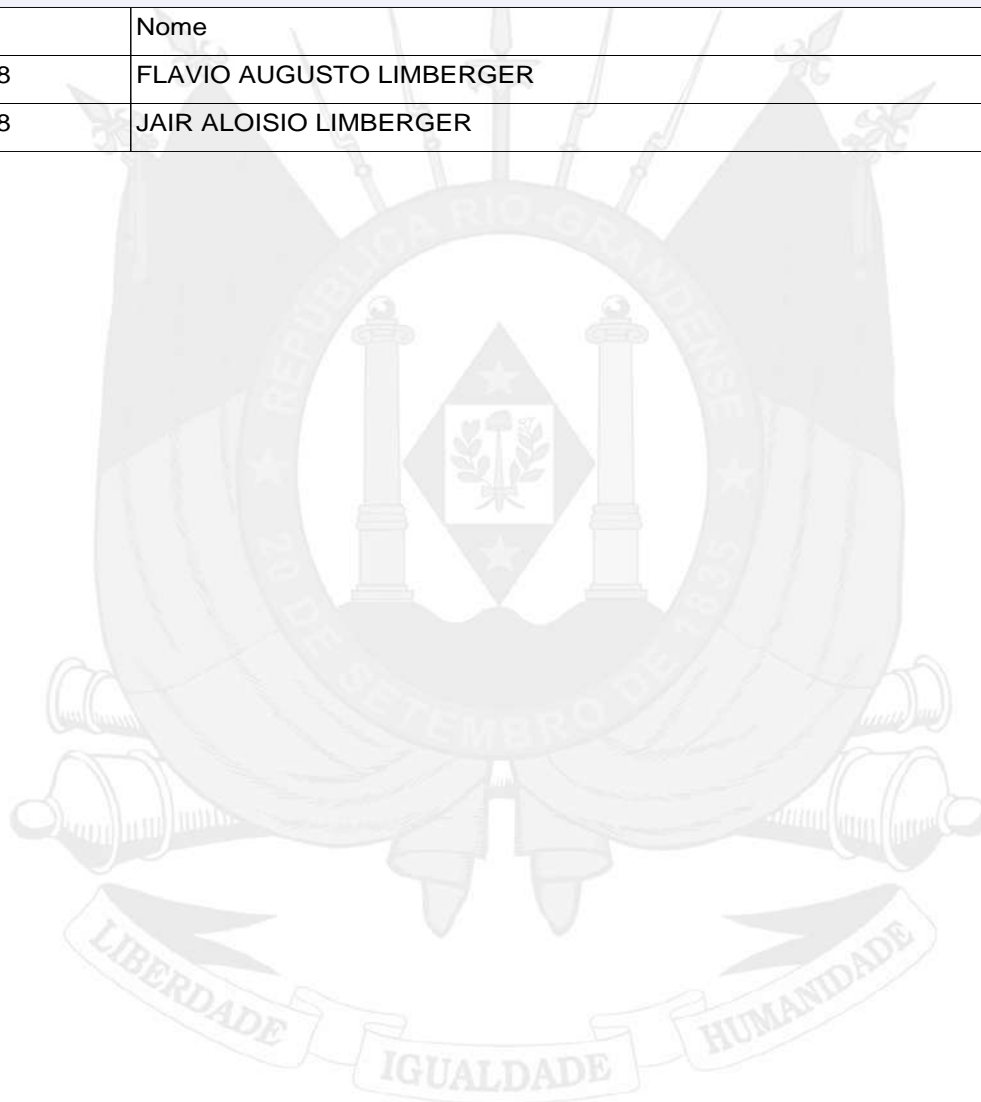 Nome
8 FLAVIO AUGUSTO LIMBERGER
8 JAIR ALOISIO LIMBERGER
REPÚBLICA RIO-GRANDENSE
20 DE SETEMBRO DE 1835
LIBERDADE IGUALDADE HUMANIDADE